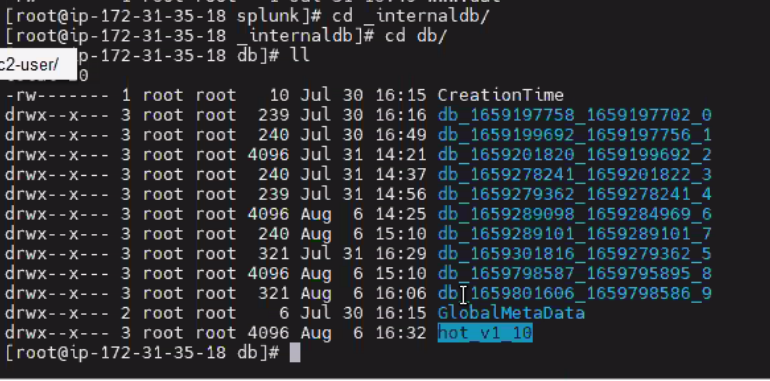 [root@ip-172-31-35-18 splunk]# cd _internaldb/
[root@ip-172-31-35-18 _internaldb]# cd db/
c2-user/ p-172-31-35-18 db]# ll
-rw------- 1 root root   10 Jul 30 16:15 CreationTime
drwx--x--- 3 root root  239 Jul 30 16:16 db_1659197758_1659197702_0
drwx--x--- 3 root root  240 Jul 30 16:49 db_1659199692_1659197756_1
drwx--x--- 3 root root 4096 Jul 31 14:21 db_1659201820_1659199692_2
drwx--x--- 3 root root  240 Jul 31 14:37 db_1659278241_1659201822_3
drwx--x--- 3 root root  239 Jul 31 14:56 db_1659279362_1659278241_4
drwx--x--- 3 root root 4096 Aug  6 14:25 db_1659289098_1659284969_6
drwx--x--- 3 root root  240 Aug  6 15:10 db_1659289101_1659289101_7
drwx--x--- 3 root root  321 Jul 31 16:29 db_1659301816_1659279362_5
drwx--x--- 3 root root 4096 Aug  6 15:10 db_1659798587_1659795895_8
drwx--x--- 3 root root  321 Aug  6 16:06 db_1659801606_1659798586_9
drwx--x--- 2 root root    6 Jul 30 16:15 GlobalMetaData
drwx--x--- 3 root root 4096 Aug  6 16:32 hot_v1_10
[root@ip-172-31-35-18 db]#